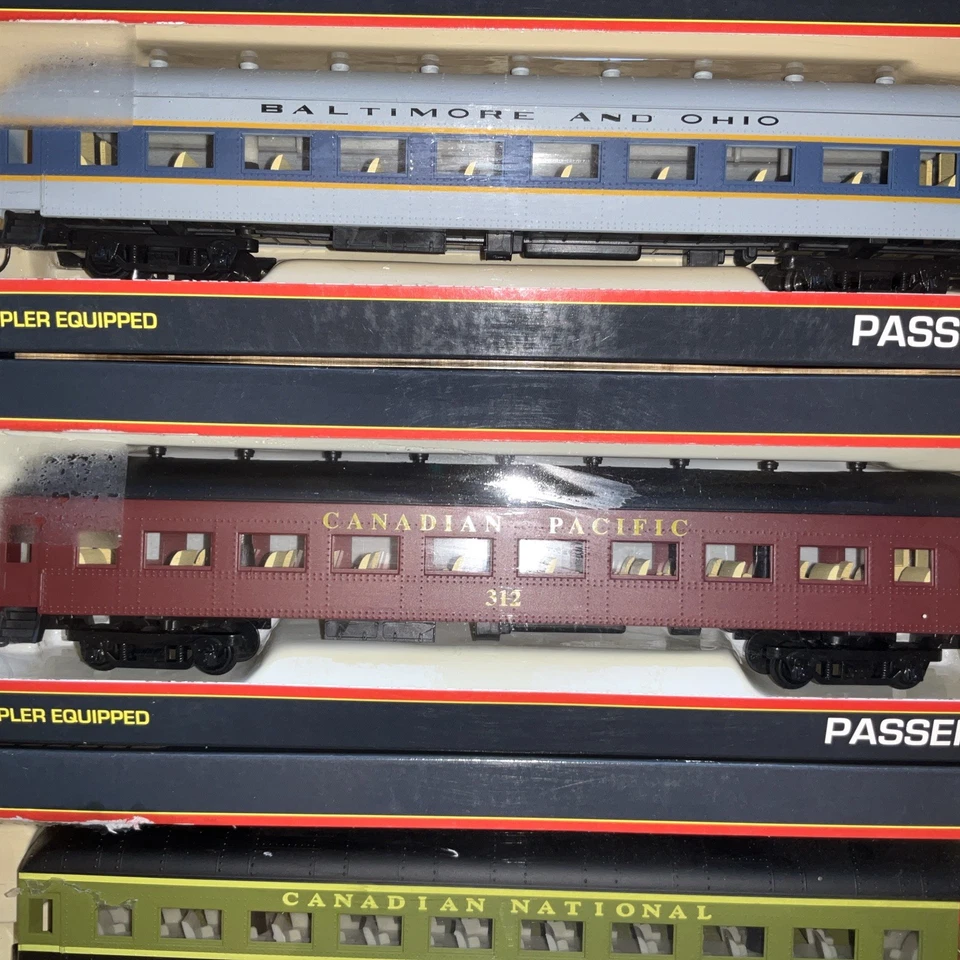 BALTIMORE AND OHIO
PLER EQUIPPED
PASS
CANADIAN PACIFIC
312
PLER EQUIPPED
PASSE
CANADIAN NATIONAL